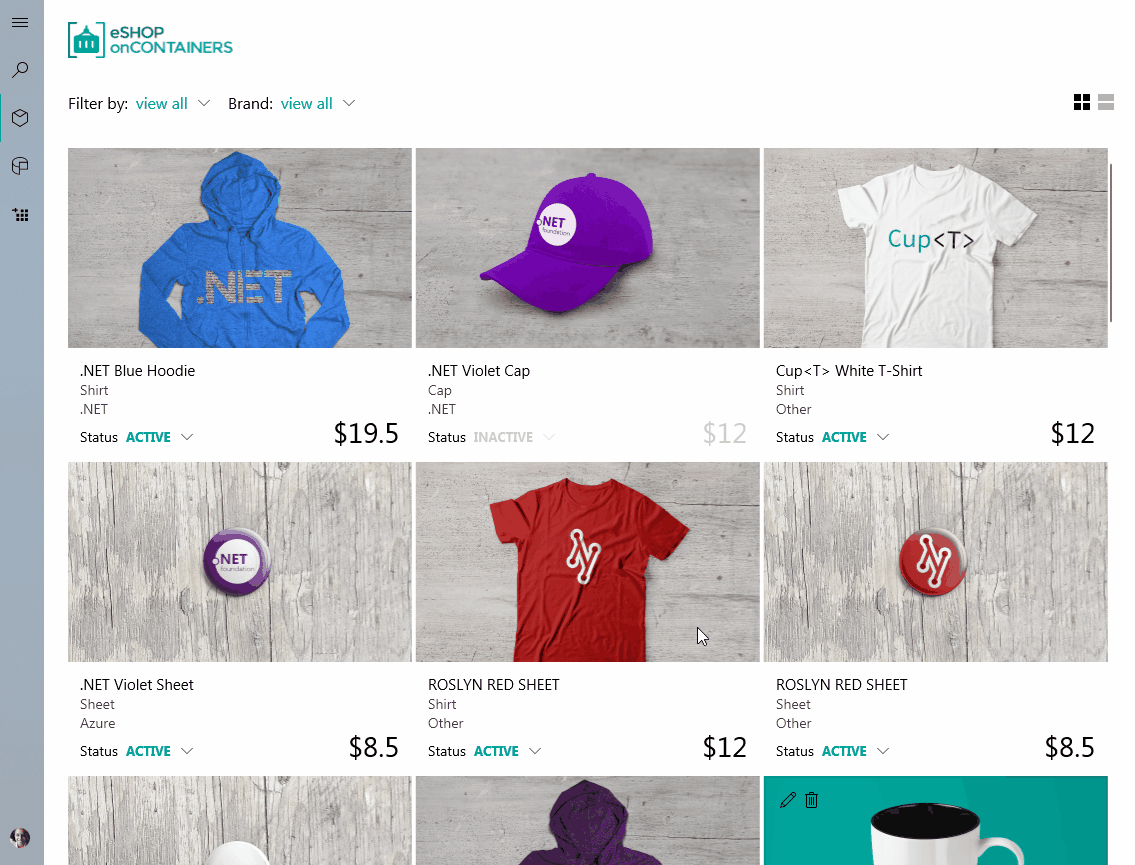 eSHOP
onCONTAINERS
Filter by: view all Brand: view all
.NET
.NET
foundation
Cup<T>
.NET Blue Hoodie
Shirt
.NET
Status ACTIVE $19.5
.NET Violet Cap
Cap
.NET
Status INACTIVE $12
Cup<T> White T-Shirt
Shirt
Other
Status ACTIVE $12
.NET
foundation
.NET Violet Sheet
Sheet
Azure
Status ACTIVE $8.5
ROSLYN RED SHEET
Shirt
Other
Status ACTIVE $12
ROSLYN RED SHEET
Sheet
Other
Status ACTIVE $8.5